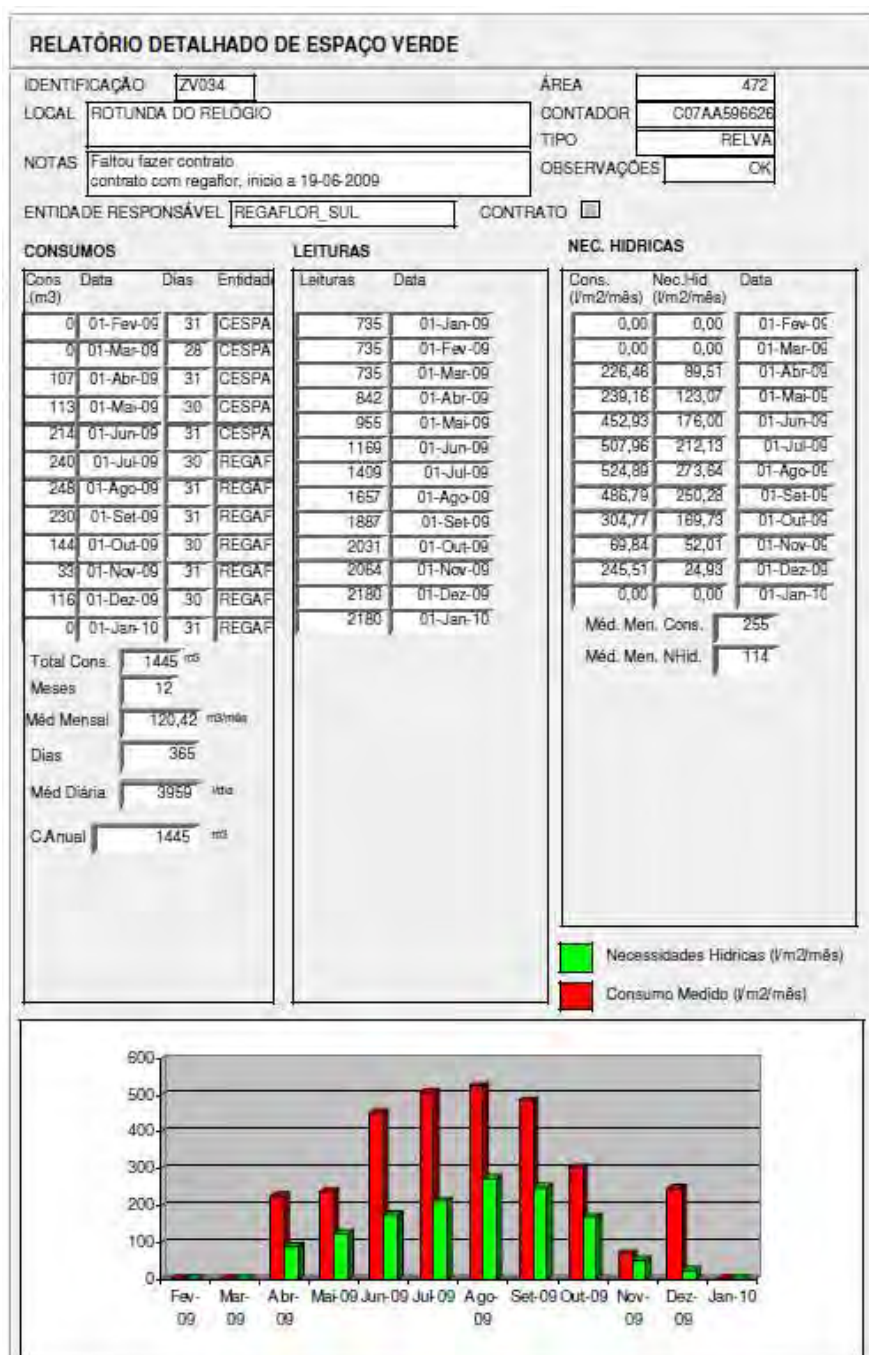 RELATÓRIO DETALHADO DE ESPAÇO VERDE
IDENTIFICAÇÃO ZV034 ÁREA 472
LOCAL ROTUNDA DO RELÓGIO CONTADOR C07AA596626
TIPO RELVA
NOTAS Faltou fazer contrato OBSERVAÇÕES OK
contrato com regaflor, inicio a 19-06-2009
ENTIDADE RESPONSÁVEL REGAFLOR_SUL CONTRATO
CONSUMOS LEITURAS NEC. HIDRICAS
Cons Data Dias Entidade Leituras Data Cons. Nec.Hid Data
.(m3) (l/m2/mês) (l/m2/mês)
0 01-Fev-09 31 CESPA 735 01-Jan-09 0,00 0,00 01-Fev-09
0 01-Mar-09 28 CESPA 735 01-Fev-09 0,00 0,00 01-Mar-09
107 01-Abr-09 31 CESPA 735 01-Mar-09 226,46 89,51 01-Abr-09
113 01-Mai-09 30 CESPA 842 01-Abr-09 239,16 123,07 01-Mai-09
214 01-Jun-09 31 CESPA 955 01-Mai-09 452,93 176,00 01-Jun-09
240 01-Jul-09 30 REGAF 1169 01-Jun-09 507,96 212,13 01-Jul-09
248 01-Ago-09 31 REGAF 1409 01-Jul-09 524,89 273,64 01-Ago-09
230 01-Set-09 31 REGAF 1657 01-Ago-09 486,79 250,28 01-Set-09
144 01-Out-09 30 REGAF 1887 01-Set-09 304,77 169,73 01-Out-09
33 01-Nov-09 31 REGAF 2031 01-Out-09 69,84 52,01 01-Nov-09
116 01-Dez-09 30 REGAF 2064 01-Nov-09 245,51 24,93 01-Dez-09
0 01-Jan-10 31 REGAF 2180 01-Dez-09 0,00 0,00 01-Jan-10
2180 01-Jan-10
Méd. Men. Cons. 255
Méd. Men. NHid. 114
Total Cons. 1445 m3
Meses 12
Méd Mensal 120,42 m3/mês
Dias 365
Méd Diária 3959 l/dia
C.Anual 1445 m3
Necessidades Hidricas (l/m2/mês)
Consumo Medido (l/m2/mês)
600
500
400
300
200
100
0
Fev-09 Mar-09 Abr-09 Mai-09 Jun-09 Jul-09 Ago-09 Set-09 Out-09 Nov-09 Dez-09 Jan-10